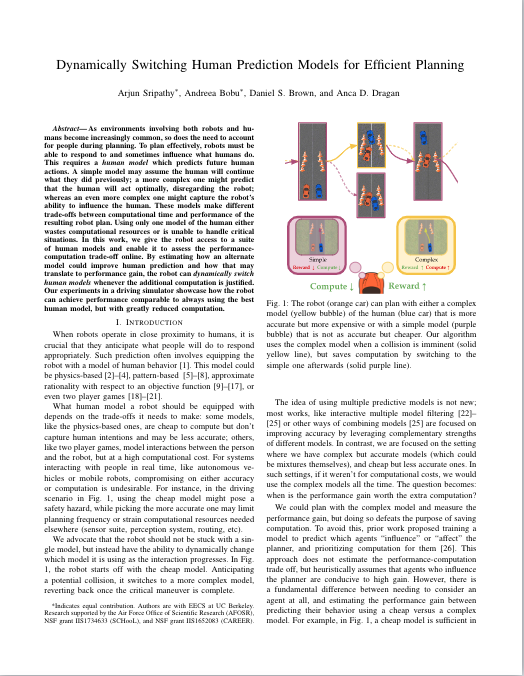 Dynamically Switching Human Prediction Models for Efficient Planning
Arjun Sripathy*, Andreea Bobu*, Daniel S. Brown, and Anca D. Dragan
Abstract—As environments involving both robots and hu-
mans become increasingly common, so does the need to account
for people during planning. To plan effectively, robots must be
able to respond to and sometimes influence what humans do.
This requires a human model which predicts future human
actions. A simple model may assume the human will continue
what they did previously; a more complex one might predict
that the human will act optimally, disregarding the robot;
whereas an even more complex one might capture the robot's
ability to influence the human. These models make different
trade-offs between computational time and performance of the
resulting robot plan. Using only one model of the human either
wastes computational resources or is unable to handle critical
situations. In this work, we give the robot access to a suite
of human models and enable it to assess the performance-
computation trade-off online. By estimating how an alternate
model could improve human prediction and how that may
translate to performance gain, the robot can dynamically switch
human models whenever the additional computation is justified.
Our experiments in a driving simulator showcase how the robot
can achieve performance comparable to always using the best
human model, but with greatly reduced computation.
I. INTRODUCTION
When robots operate in close proximity to humans, it is
crucial that they anticipate what people will do to respond
appropriately. Such prediction often involves equipping the
robot with a model of human behavior [1]. This model could
be physics-based [2]–[4], pattern-based [5]–[8], approximate
rationality with respect to an objective function [9]–[17], or
even two player games [18]–[21].
What human model a robot should be equipped with
depends on the trade-offs it needs to make: some models,
like the physics-based ones, are cheap to compute but don't
capture human intentions and may be less accurate; others,
like two player games, model interactions between the person
and the robot, but at a high computational cost. For systems
interacting with people in real time, like autonomous ve-
hicles or mobile robots, compromising on either accuracy
or computation is undesirable. For instance, in the driving
scenario in Fig. 1, using the cheap model might pose a
safety hazard, while picking the more accurate one may limit
planning frequency or strain computational resources needed
elsewhere (sensor suite, perception system, routing, etc).
We advocate that the robot should not be stuck with a sin-
gle model, but instead have the ability to dynamically change
which model it is using as the interaction progresses. In Fig.
1, the robot starts off with the cheap model. Anticipating
a potential collision, it switches to a more complex model,
reverting back once the critical maneuver is complete.
*Indicates equal contribution. Authors are with EECS at UC Berkeley.
Research supported by the Air Force Office of Scientific Research (AFOSR),
NSF grant IIS1734633 (SCHooL), and NSF grant IIS1652083 (CAREER).
Simple
Reward ↓ Compute ↓
Complex
Reward ↑ Compute ↑
Compute ↓ Reward ↑
Fig. 1: The robot (orange car) can plan with either a complex
model (yellow bubble) of the human (blue car) that is more
accurate but more expensive or with a simple model (purple
bubble) that is not as accurate but cheaper. Our algorithm
uses the complex model when a collision is imminent (solid
yellow line), but saves computation by switching to the
simple one afterwards (solid purple line).
The idea of using multiple predictive models is not new;
most works, like interactive multiple model filtering [22]–
[25] or other ways of combining models [25] are focused on
improving accuracy by leveraging complementary strengths
of different models. In contrast, we are focused on the setting
where we have complex but accurate models (which could
be mixtures themselves), and cheap but less accurate ones. In
such settings, if it weren't for computational costs, we would
use the complex models all the time. The question becomes:
when is the performance gain worth the extra computation?
We could plan with the complex model and measure the
performance gain, but doing so defeats the purpose of saving
computation. To avoid this, prior work proposed training a
model to predict which agents "influence" or "affect" the
planner, and prioritizing computation for them [26]. This
approach does not estimate the performance-computation
trade off, but heuristically assumes that agents who influence
the planner are conducive to high gain. However, there is
a fundamental difference between needing to consider an
agent at all, and estimating the performance gain between
predicting their behavior using a cheap versus a complex
model. For example, in Fig. 1, a cheap model is sufficient in